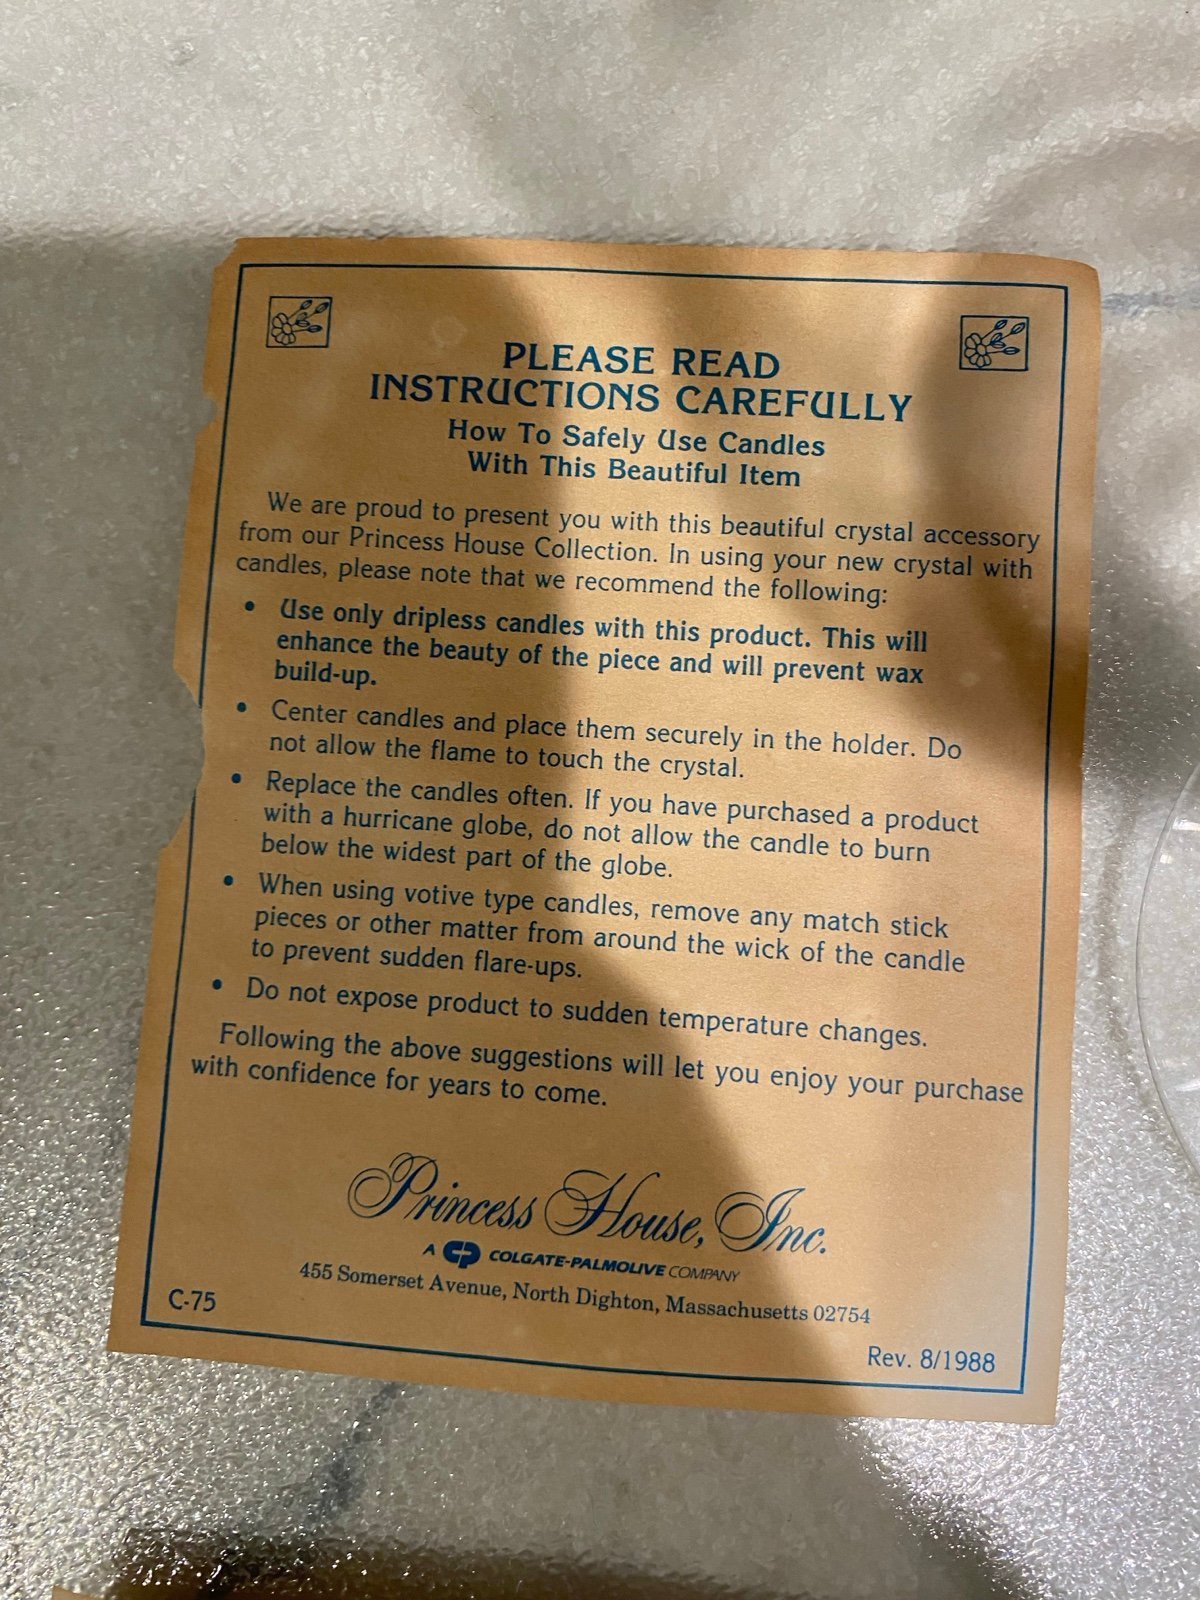 PLEASE READ
INSTRUCTIONS CAREFULLY
How To Safely Use Candles
With This Beautiful Item
We are proud to present you with this beautiful crystal accessory
from our Princess House Collection. In using your new crystal with
candles, please note that we recommend the following:
• Use only dripless candles with this product. This will
enhance the beauty of the piece and will prevent wax
build-up.
• Center candles and place them securely in the holder. Do
not allow the flame to touch the crystal.
• Replace the candles often. If you have purchased a product
with a hurricane globe, do not allow the candle to burn
below the widest part of the globe.
• When using votive type candles, remove any match stick
pieces or other matter from around the wick of the candle
to prevent sudden flare-ups.
• Do not expose product to sudden temperature changes.
Following the above suggestions will let you enjoy your purchase
with confidence for years to come.
Princess House, Inc.
A CP COLGATE-PALMOLIVE COMPANY
455 Somerset Avenue, North Dighton, Massachusetts 02754
C-75
Rev. 8/1988